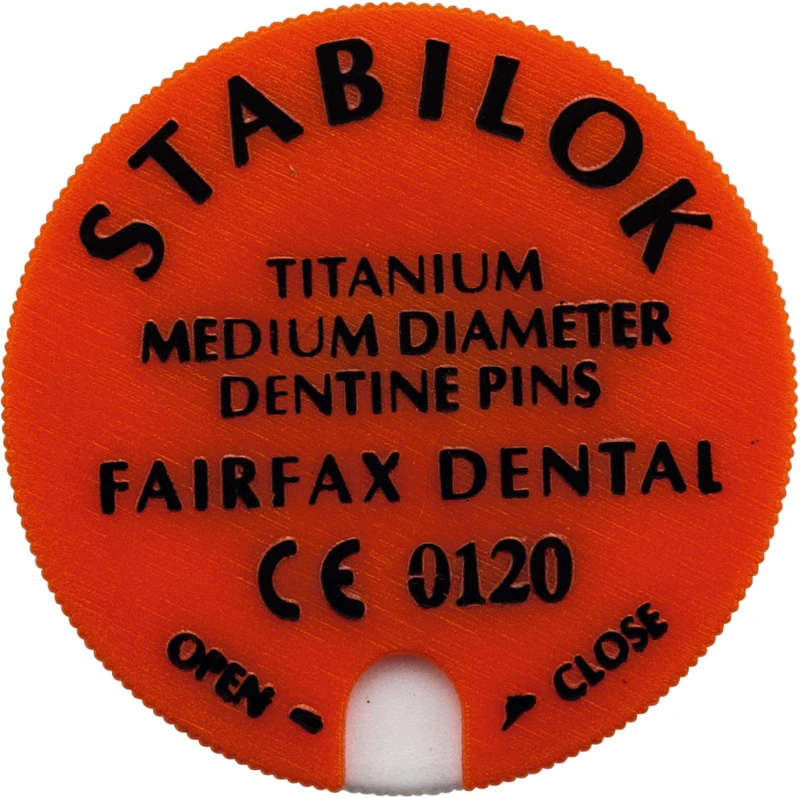 STABILOK
TITANIUM
MEDIUM DIAMETER
DENTINE PINS
FAIRFAX DENTAL
CE 0120
OPEN
CLOSE